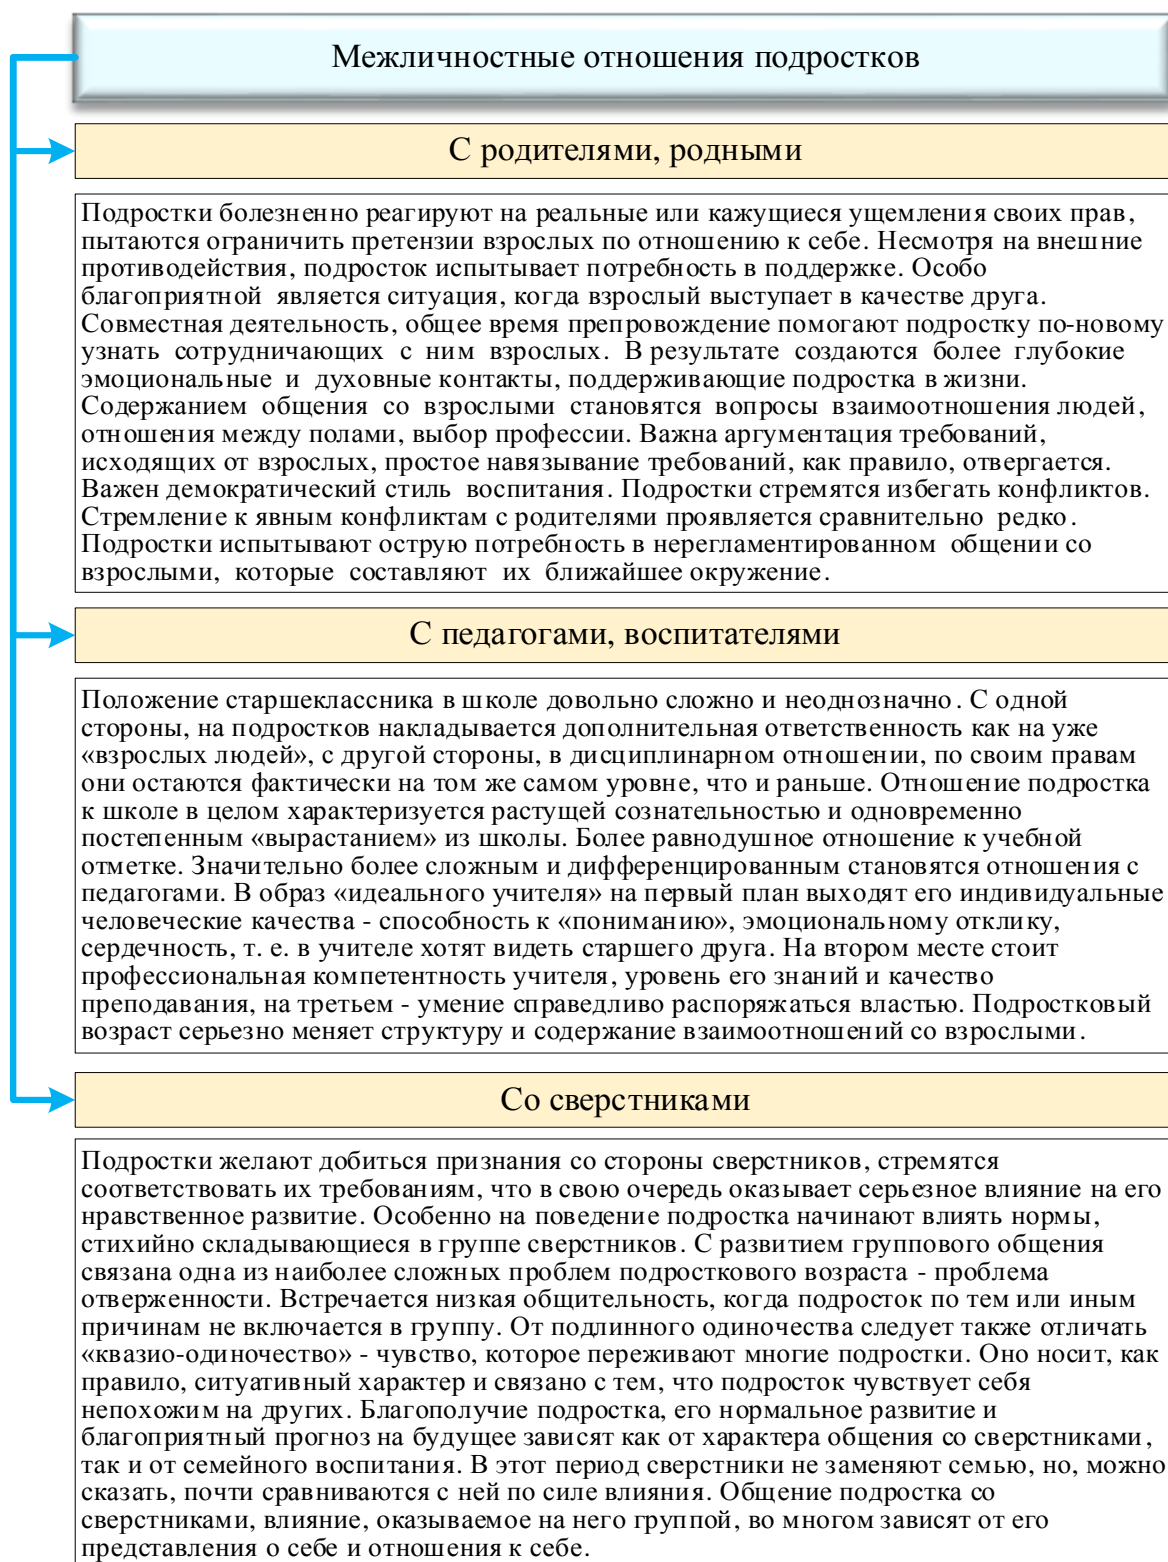 Межличностные отношения подростков
С родителями, родными
Подростки болезненно реагируют на реальные или кажущиеся ущемления своих прав,
пытаются ограничить претензии взрослых по отношению к себе. Несмотря на внешние
противодействия, подросток испытывает потребность в поддержке. Особо
благоприятной является ситуация, когда взрослый выступает в качестве друга.
Совместная деятельность, общее время препровождение помогают подростку по-новому
узнать сотрудничающих с ним взрослых. В результате создаются более глубокие
эмоциональные и духовные контакты, поддерживающие подростка в жизни.
Содержанием общения со взрослыми становятся вопросы взаимоотношения людей,
отношения между полами, выбор профессии. Важна аргументация требований,
исходящих от взрослых, простое навязывание требований, как правило, отвергается.
Важен демократический стиль воспитания. Подростки стремятся избегать конфликтов.
Стремление к явным конфликтам с родителями проявляется сравнительно редко.
Подростки испытывают острую потребность в нерегламентированном общении со
взрослыми, которые составляют их ближайшее окружение.
С педагогами, воспитателями
Положение старшеклассника в школе довольно сложно и неоднозначно. С одной
стороны, на подростков накладывается дополнительная ответственность как на уже
«взрослых людей», с другой стороны, в дисциплинарном отношении, по своим правам
они остаются фактически на том же самом уровне, что и раньше. Отношение подростка
к школе в целом характеризуется растущей сознательностью и одновременно
постепенным «вырастанием» из школы. Более равнодушное отношение к учебной
отметке. Значительно более сложным и дифференцированным становятся отношения с
педагогами. В образ «идеального учителя» на первый план выходят его индивидуальные
человеческие качества - способность к «пониманию», эмоциональному отклику,
сердечность, т. е. в учителе хотят видеть старшего друга. На втором месте стоит
профессиональная компетентность учителя, уровень его знаний и качество
преподавания, на третьем - умение справедливо распоряжаться властью. Подростковый
возраст серьезно меняет структуру и содержание взаимоотношений со взрослыми.
Со сверстниками
Подростки желают добиться признания со стороны сверстников, стремятся
соответствовать их требованиям, что в свою очередь оказывает серьезное влияние на его
нравственное развитие. Особенно на поведение подростка начинают влиять нормы,
стихийно складывающиеся в группе сверстников. С развитием группового общения
связана одна из наиболее сложных проблем подросткового возраста - проблема
отверженности. Встречается низкая общительность, когда подросток по тем или иным
причинам не включается в группу. От подлинного одиночества следует также отличать
«квазио-одиночество» - чувство, которое переживают многие подростки. Оно носит, как
правило, ситуативный характер и связано с тем, что подросток чувствует себя
непохожим на других. Благополучие подростка, его нормальное развитие и
благоприятный прогноз на будущее зависят как от характера общения со сверстниками,
так и от семейного воспитания. В этот период сверстники не заменяют семью, но, можно
сказать, почти сравниваются с ней по силе влияния. Общение подростка со
сверстниками, влияние, оказываемое на него группой, во многом зависят от его
представления о себе и отношения к себе.